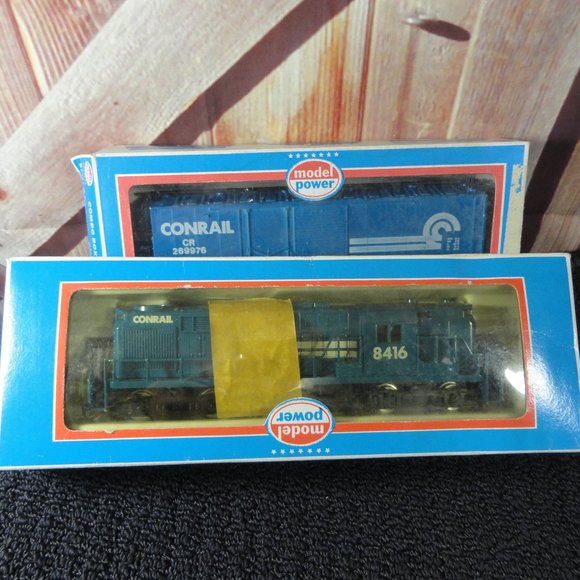 model
power
CONRAIL
CR
269976
CONRAIL
8416
model
power